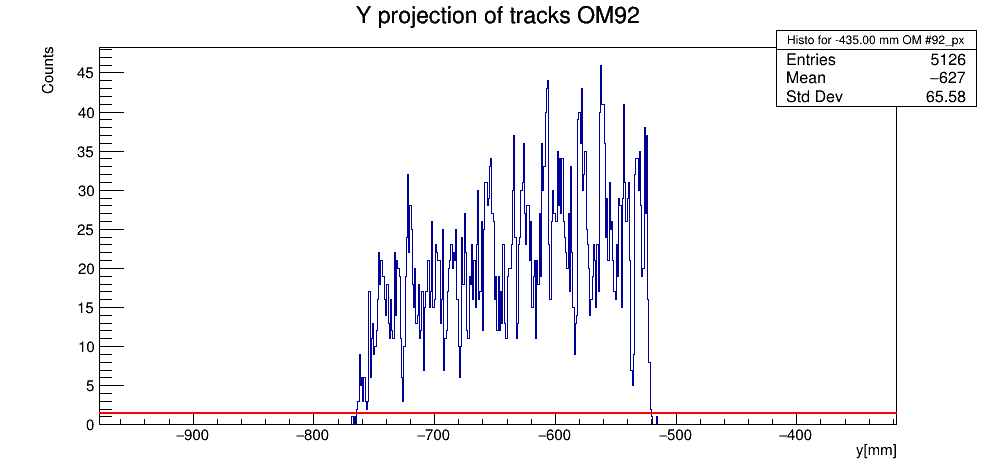 Y projection of tracks OM92
Histo for -435.00 mm OM #92_px
Entries 5126
Mean −627
Std Dev 65.58
Counts
45
40
35
30
25
20
15
10
5
0
−900 −800 −700 −600 −500 −400
y[mm]